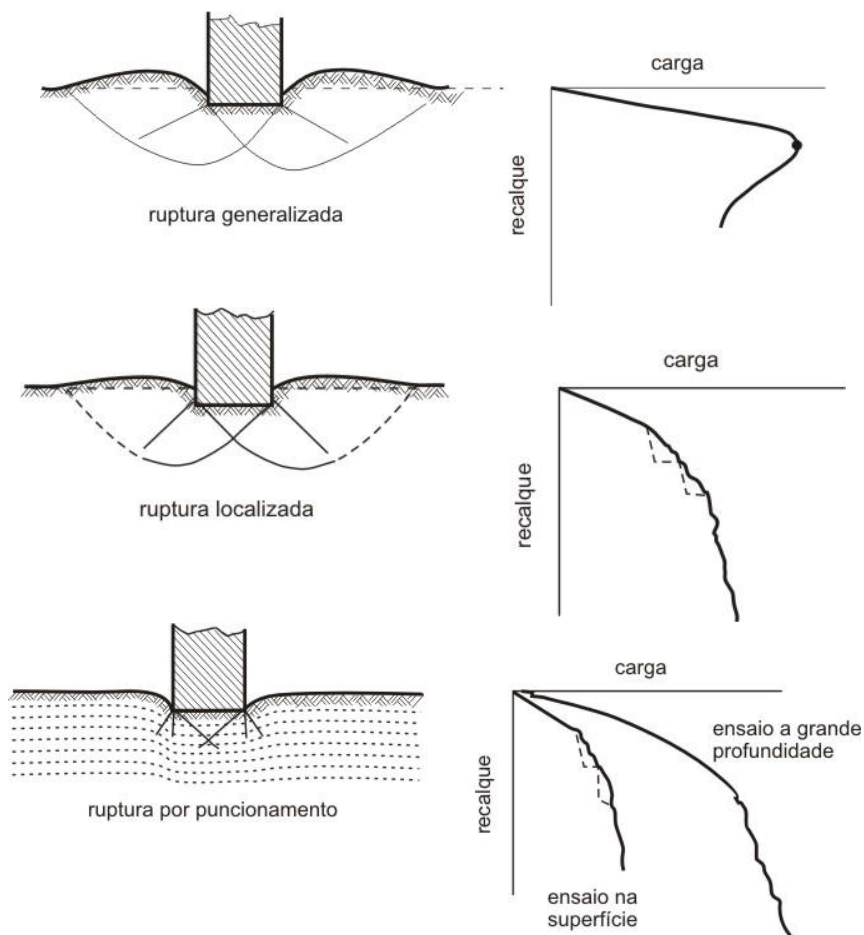 carga
recalque
ruptura generalizada
carga
recalque
ruptura localizada
carga
ensaio a grande
profundidade
recalque
ruptura por puncionamento
ensaio na
superfície